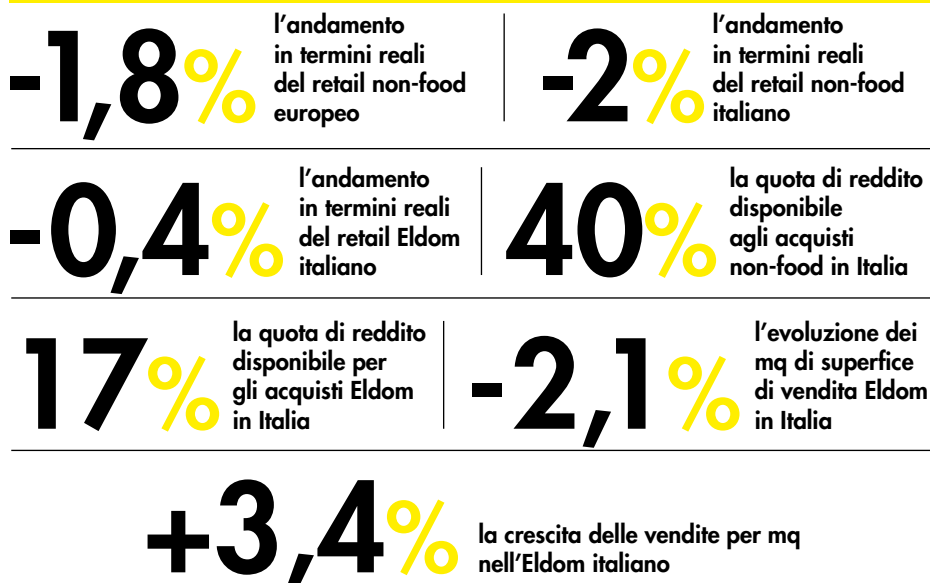 -1,8%
l'andamento
in termini reali
del retail non-food
europeo
-2%
l'andamento
in termini reali
del retail non-food
italiano
-0,4%
l'andamento
in termini reali
del retail Eldom
italiano
40%
la quota di reddito
disponibile
agli acquisti
non-food in Italia
17%
la quota di reddito
disponibile per
gli acquisti Eldom
in Italia
-2,1%
l'evoluzione dei
mq di superfice
di vendita Eldom
in Italia
+3,4%
la crescita delle vendite per mq
nell'Eldom italiano